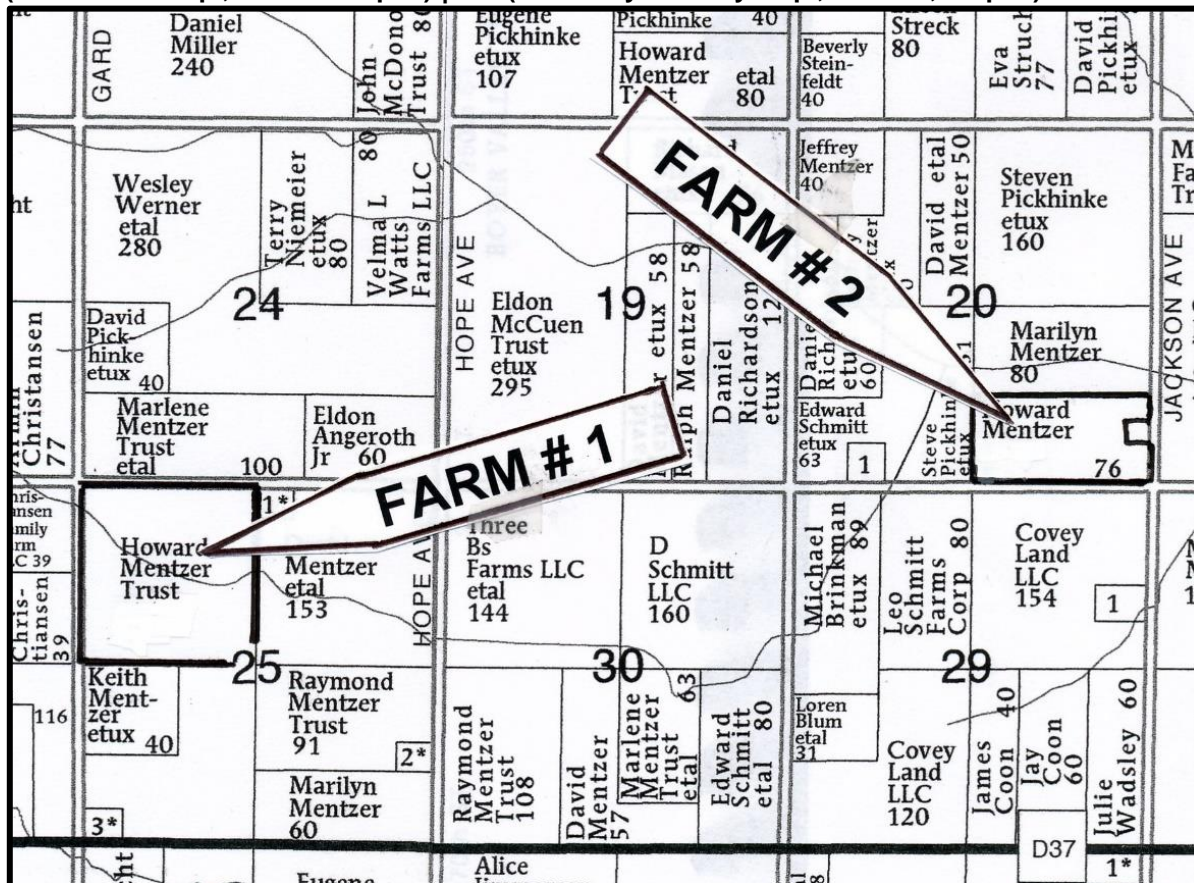 GARD
Daniel
Miller
240
John
McDono
Trust 80
Eugene
Pickhinke
etux
107
Pickhinke 40
Howard
Mentzer etal
80
Beverly
Stein-
feldt
40
Streck
80
Eva
Struch
77
David
Pickhi
etux
Wesley
Werner
etal
280
Terry
Niemeier
etux
80
80
Velma L
Watts
Farms LLC
HOPE AVE
24
David
Pick-
hinke
etux 40
Christansen
77
Marlene
Mentzer
Trust
etal 100
Eldon
Angeroth
Jr 60
Eldon
McCuen
Trust
etux
295
19
etux 58
Ralph Mentzer 58
Daniel
Richardson
etux
FARM # 2
Jeffrey
Mentzer
40
David etal
Mentzer 50
Steven
Pickhinke
etux
160
20
Marilyn
Mentzer
80
JACKSON AVE
etu
60
Edward
Schmitt
etux
63
1
Steve
Pickhin
etux
Howard
Mentzer
76
FARM # 1
1*
Howard
Mentzer
Trust
Mentzer
etal
153
Chris-
tiansen
39
Three
Bs
Farms LLC
etal
144
D
Schmitt
LLC
160
Michael
Brinkman
etux 89
Leo
Schmitt
Farms
Corp 80
Covey
Land
LLC
154
1
25
30
29
Keith
Ment-
zer
etux 40
116
3*
Raymond
Mentzer
Trust
91
2*
Marilyn
Mentzer
60
Raymond
Mentzer
Trust
108
David
Mentzer
57
Marlene
Mentzer
Trust
etal
63
Edward
Schmitt
etal 80
Loren
Blum
etal
31
Covey
Land
LLC
120
James
Coon
40
Jay
Coon
60
Julie
Wadsley 60
D37
1*
Eugene
Alice